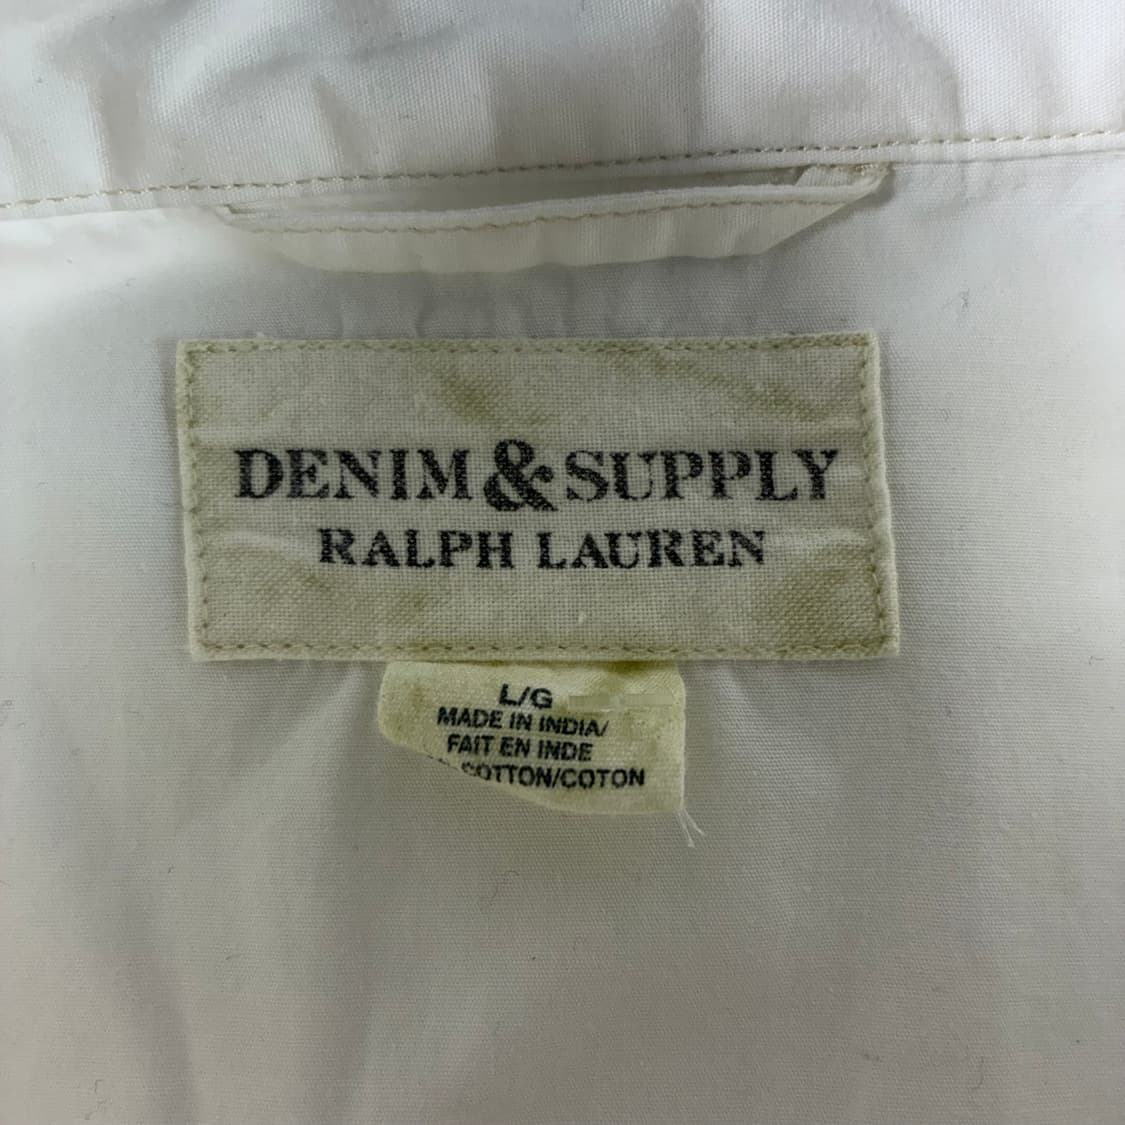 DENIM & SUPPLY
RALPH LAUREN
L/G
MADE IN INDIA/
FAIT EN INDE
COTTON/COTON